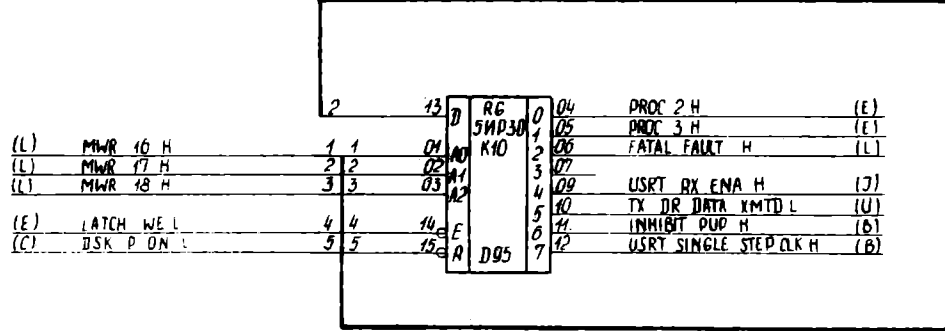 2 13 D RG 0 04 PROC 2 H (E)
5ИР30 1 05 PROC 3 H (E)
(L) MWR 16 H 1 1 01 A0 K10 2 06 FATAL FAULT H (L)
(L) MWR 17 H 2 2 02 A1 3 07
(L) MWR 18 H 3 3 03 A2 4 09 USRT RX ENA H (J)
5 10 TX DR DATA XMTD L (U)
(E) LATCH WE L 4 4 14 E 6 11 INHIBIT PUP H (B)
(C) DSK P ON L 5 5 15 R D95 7 12 USRT SINGLE STEP CLK H (B)